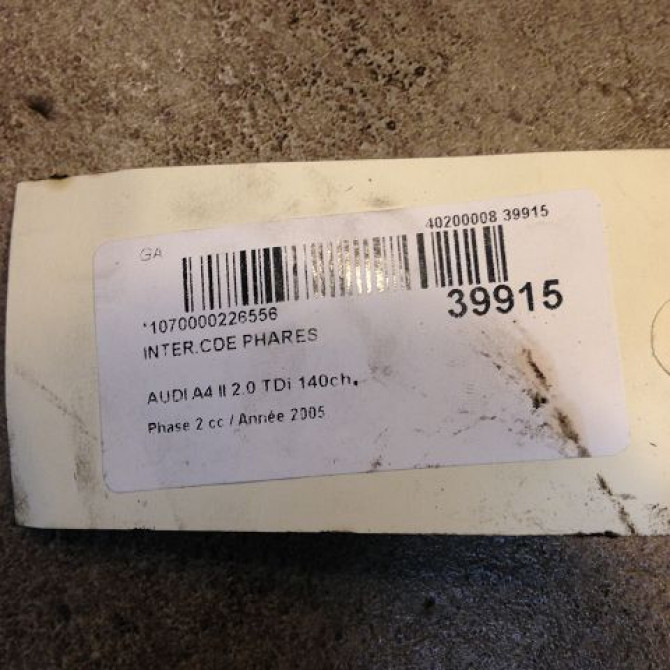 40200008 39915
GA
39915
*1070000226556
INTER.CDE PHARES
AUDI A4 II 2.0 TDi 140ch.
Phase 2 cc / Année 2005